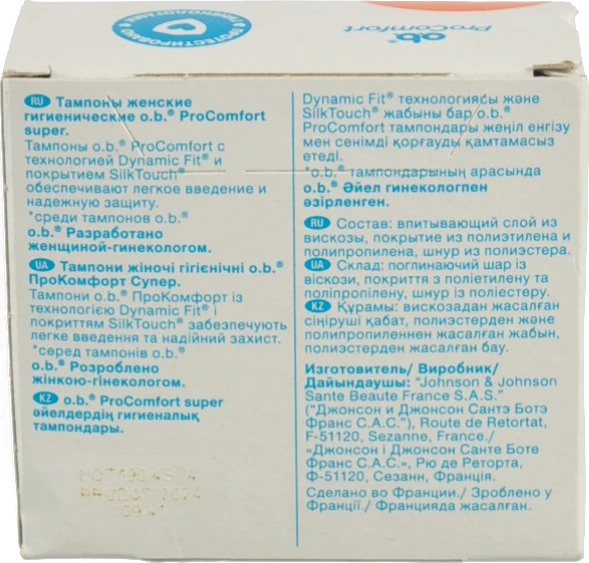 ПРОТЕСТИРОВАНО
o.b.®
ProComfort
RU Тампоны женские
гигиенические o.b.® ProComfort
super.
Тампоны o.b.® ProComfort с
технологией Dynamic Fit® и
покрытием SilkTouch®
обеспечивают легкое введение и
надежную защиту.
*среди тампонов o.b.®
o.b.® Разработано
женщиной-гинекологом.
UA Тампони жіночі гігієнічні o.b.®
ПроКомфорт Супер.
Тампони o.b.® ПроКомфорт із
технологією Dynamic Fit® і
покриттям SilkTouch® забезпечують
легке введення та надійний захист.
*серед тампонів o.b.®
o.b.® Розроблено
жінкою-гінекологом.
KZ o.b.® ProComfort super
әйелдердің гигиеналық
тампондары.
09:41
Dynamic Fit® технологиясы және
SilkTouch® жабыны бар o.b.®
ProComfort тампондары жеңіл енгізу
мен сенімді қорғауды қамтамасыз
етеді.
*o.b.® тампондарының арасында
o.b.® Әйел гинекологпен
әзірленген.
RU Состав: впитывающий слой из
вискозы, покрытие из полиэтилена и
полипропилена, шнур из полиэстера.
UA Склад: поглинаючий шар із
віскози, покриття з поліетилену та
поліпропілену, шнур із поліестеру.
KZ Құрамы: вискозадан жасалған
сіңіруші қабат, полиэстерден және
полипропиленнен жасалған жабын,
полиэстерден жасалған бау.
Изготовитель/ Виробник/
Дайындаушы: "Johnson & Johnson
Sante Beaute France S.A.S."
("Джонсон и Джонсон Сантэ Ботэ
Франс С.А.С."), Route de Retortat,
F-51120, Sezanne, France./
«Джонсон і Джонсон Санте Боте
Франс С.А.С.», Рю де Реторта,
Ф-51120, Сезанн, Франція.
Сделано во Франции./ Зроблено у
Франції./ Францияда жасалған.